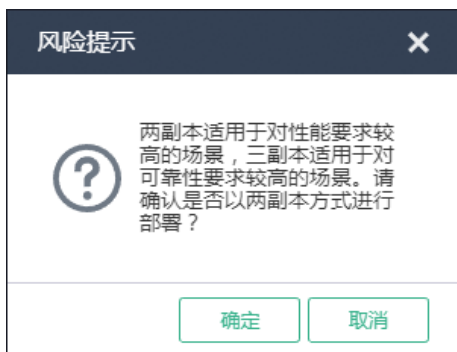 风险提示
两副本适用于对性能要求较
高的场景，三副本适用于对
可靠性要求较高的场景。请
确认是否以两副本方式进行
部署？
确定
取消